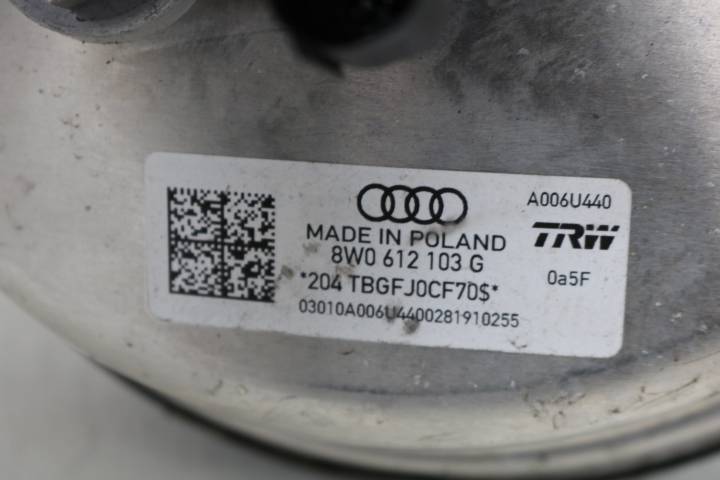 A006U440
MADE IN POLAND
TRW
8W0 612 103 G
*204 TBGFJ0CF70$*
0a5F
03010A006U4400281910255